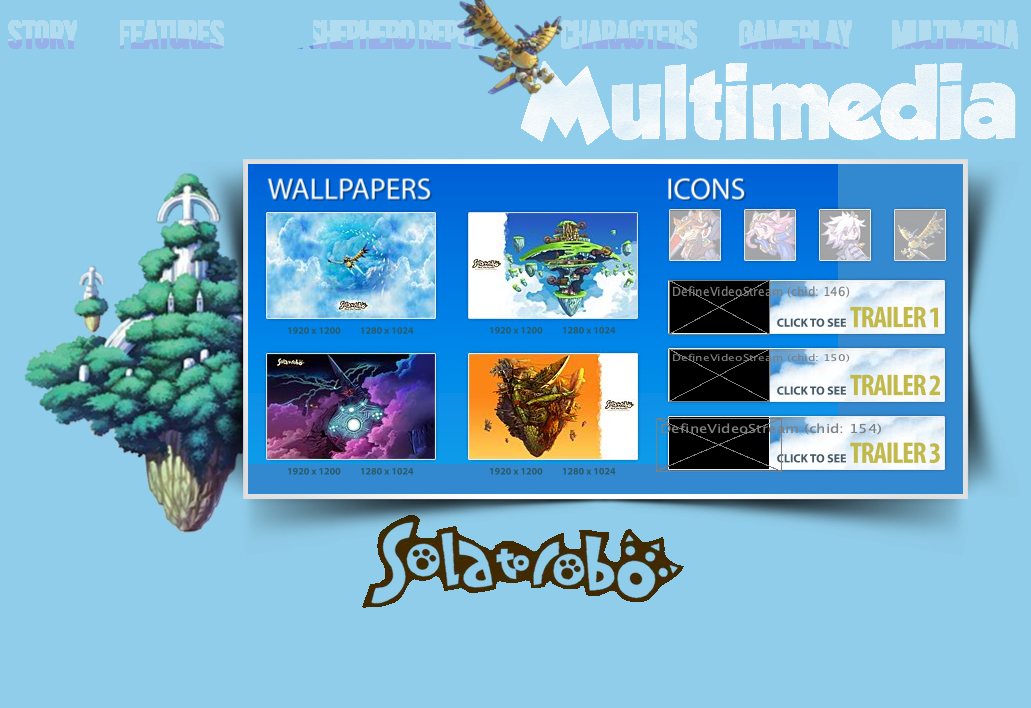 STORY FEATURES SHEPHERD REPO CHARACTERS GAMEPLAY MULTIMEDIA
Multimedia
WALLPAPERS
ICONS
1920 x 1200 1280 x 1024 1920 x 1200 1280 x 1024
DefineVideoStream (chid: 146)
CLICK TO SEE TRAILER 1
DefineVideoStream (chid: 150)
CLICK TO SEE TRAILER 2
DefineVideoStream (chid: 154)
CLICK TO SEE TRAILER 3
1920 x 1200 1280 x 1024 1920 x 1200 1280 x 1024
Solatorobo